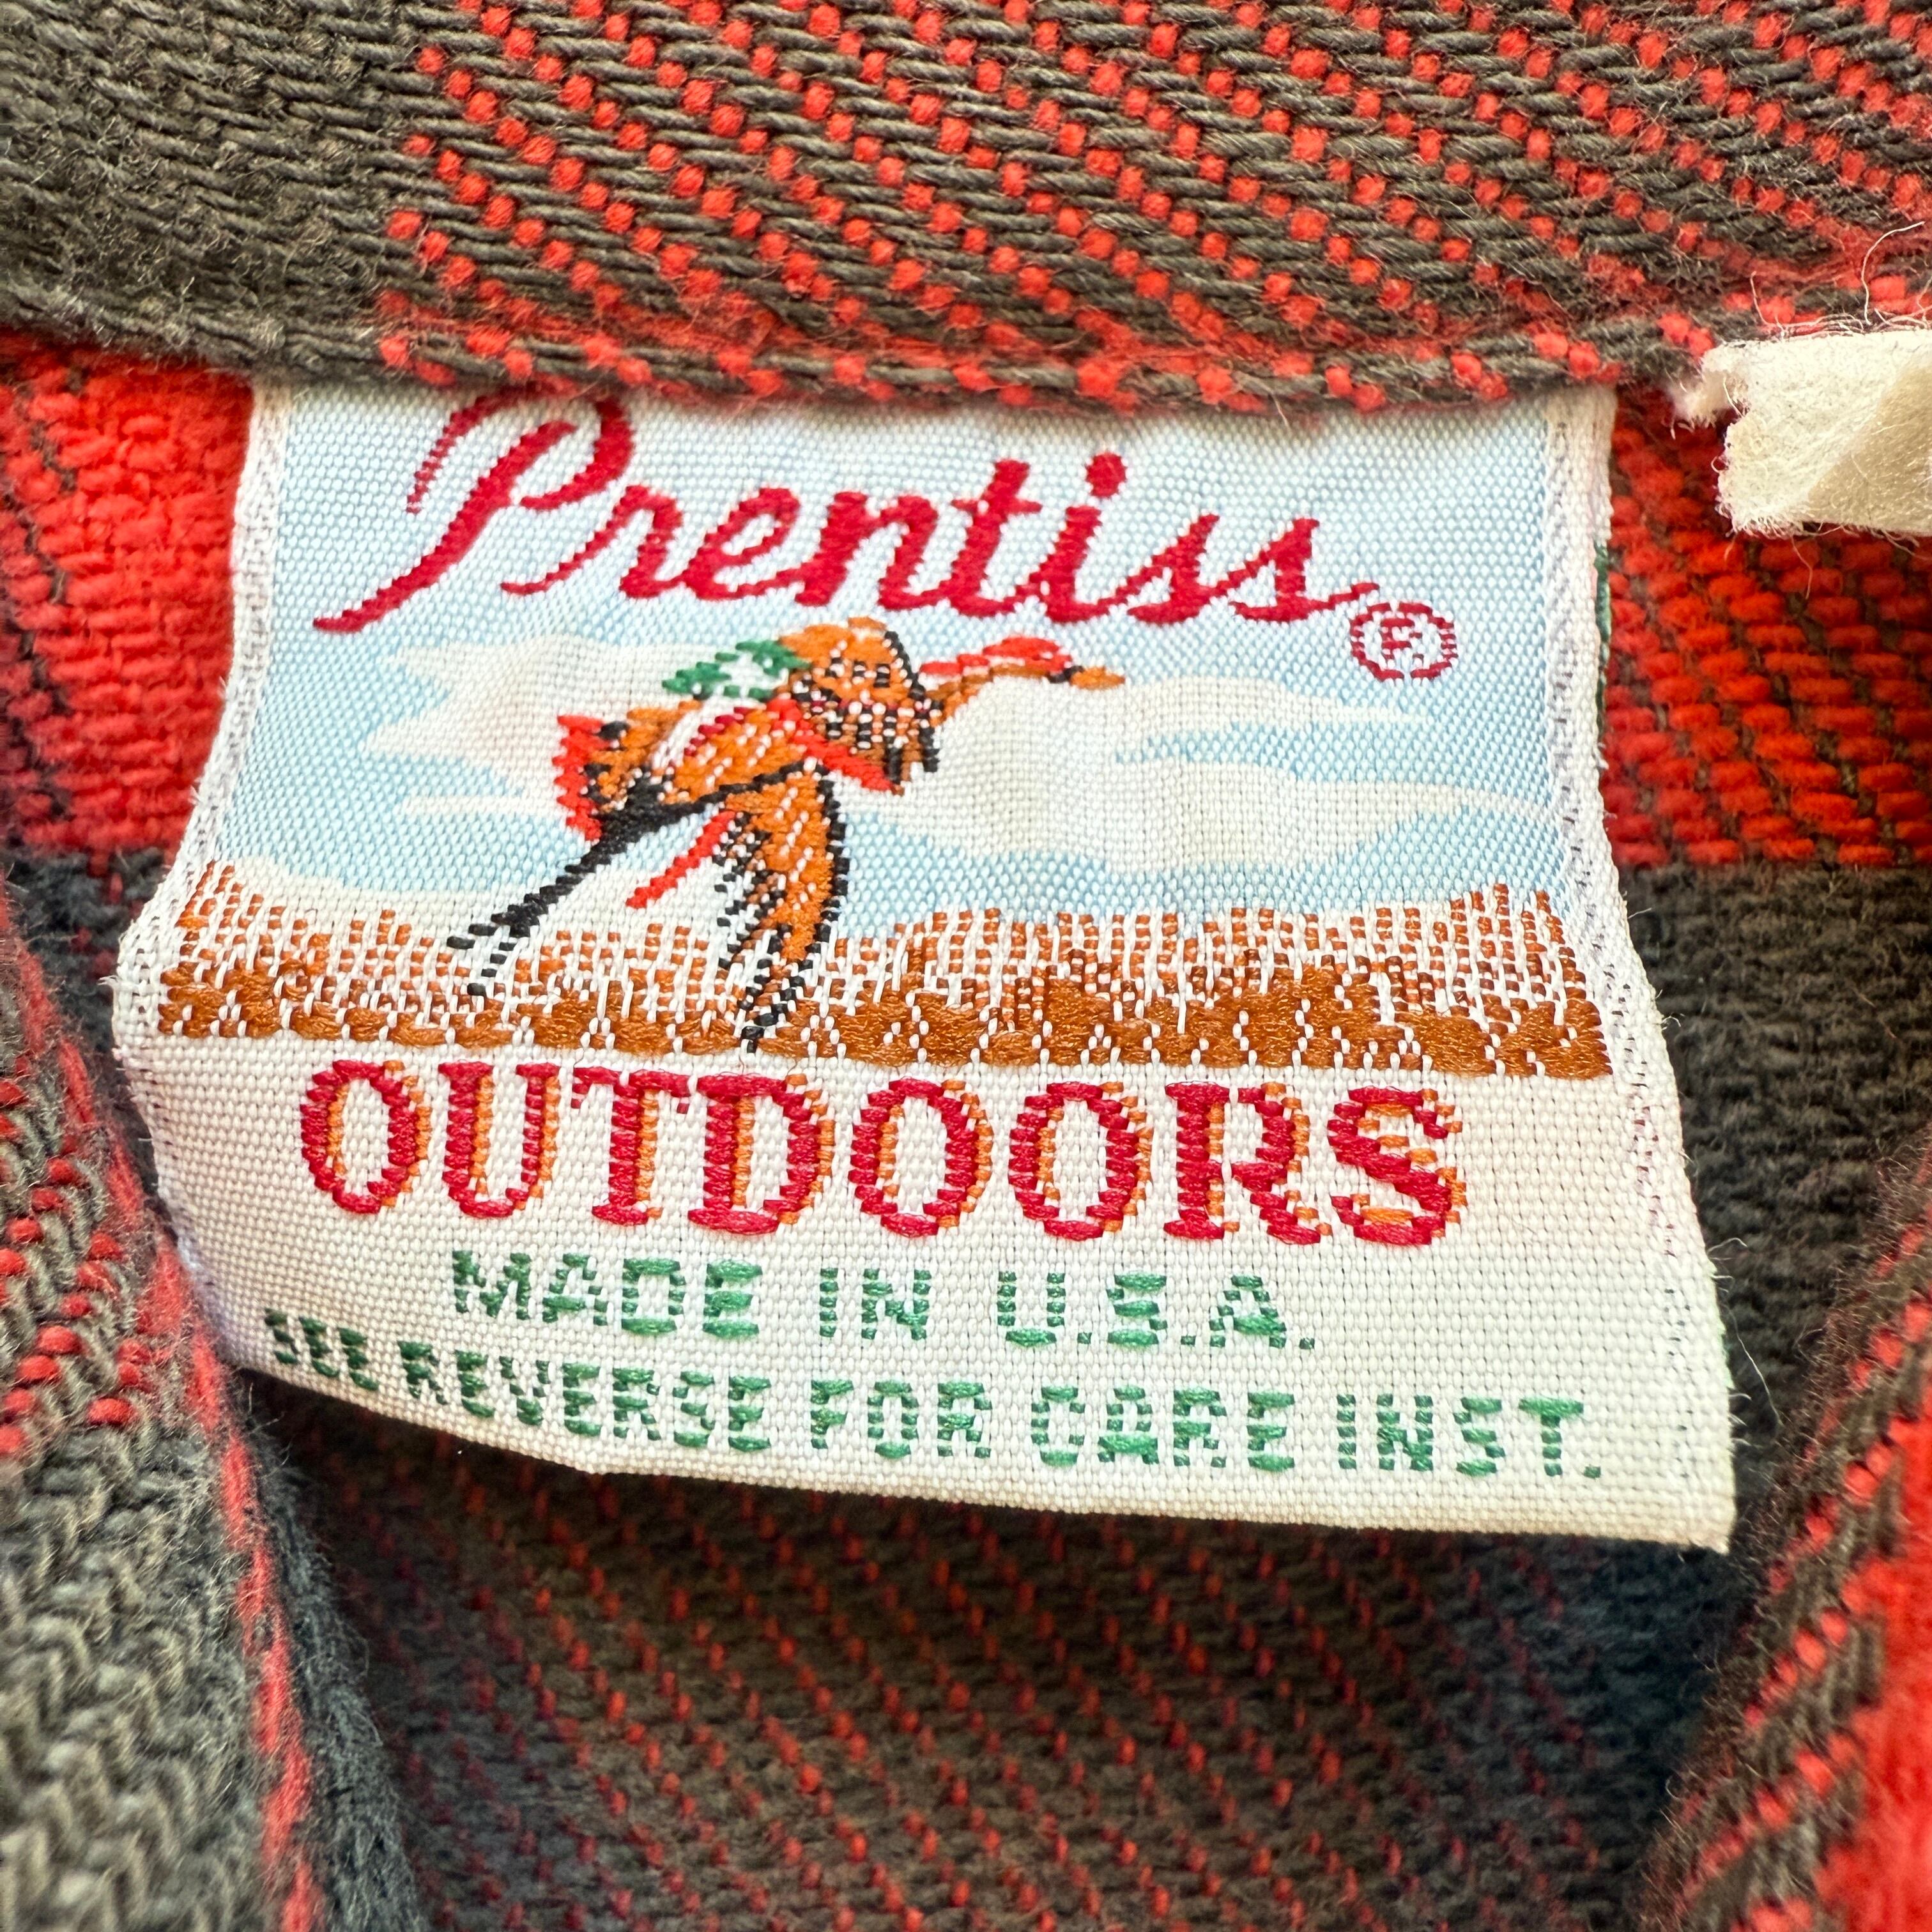 Prentiss®
OUTDOORS
MADE IN U.S.A.
SEE REVERSE FOR CARE INST.